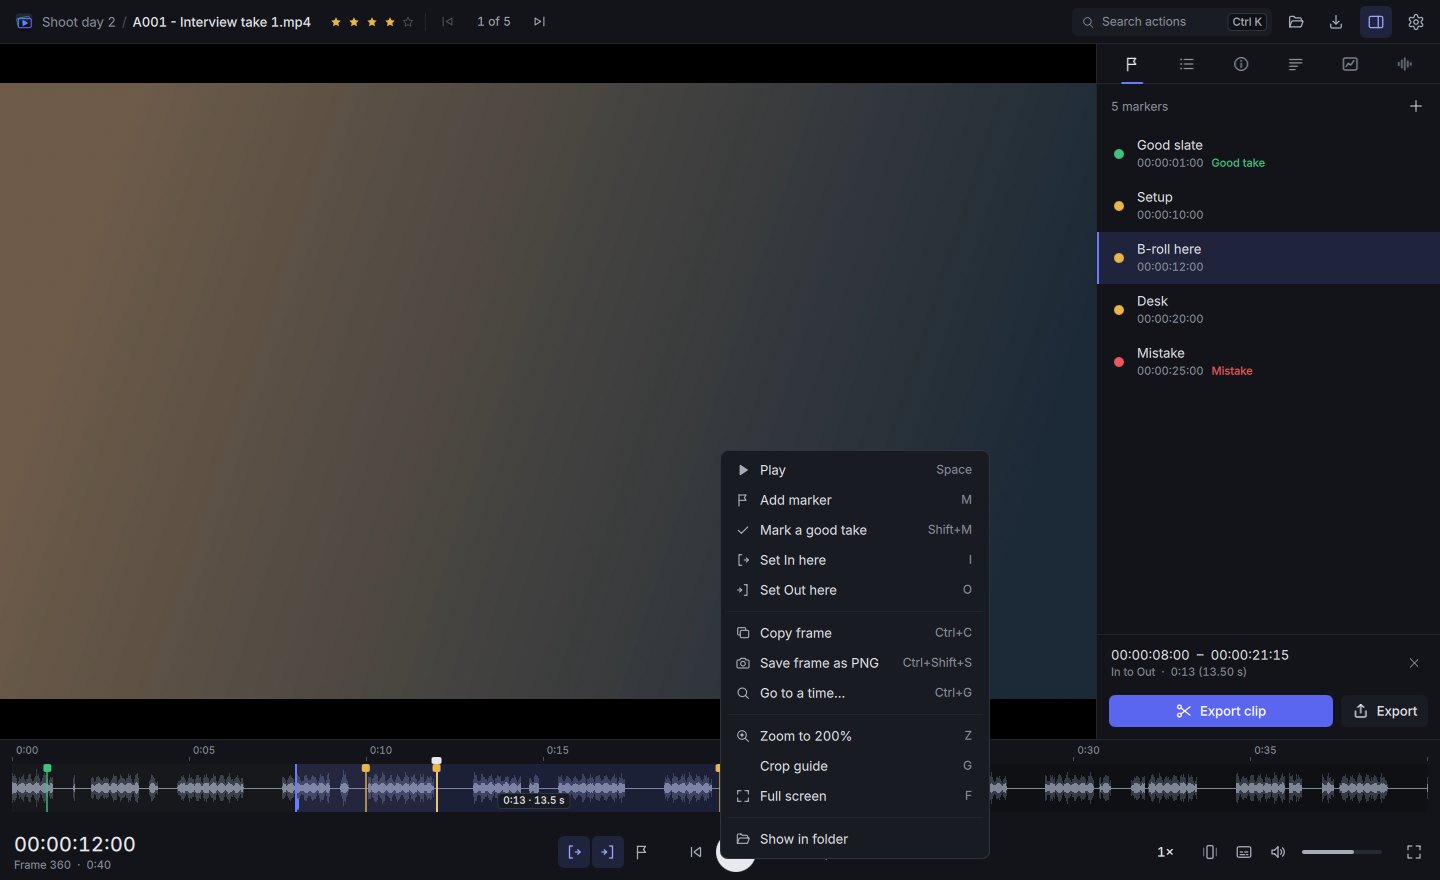 Shoot day 2 / A001 - Interview take 1.mp4
1 of 5
Search actions Ctrl K
5 markers
Good slate
00:00:01:00 Good take
Setup
00:00:10:00
B-roll here
00:00:12:00
Desk
00:00:20:00
Mistake
00:00:25:00 Mistake
Play Space
Add marker M
Mark a good take Shift+M
Set In here I
Set Out here O
Copy frame Ctrl+C
Save frame as PNG Ctrl+Shift+S
Go to a time... Ctrl+G
Zoom to 200% Z
Crop guide G
Full screen F
Show in folder
00:00:08:00 – 00:00:21:15
In to Out · 0:13 (13.50 s)
Export clip
Export
0:00 0:05 0:10 0:15 0:30 0:35
0:13 · 13.5 s
00:00:12:00
Frame 360 · 0:40
1×